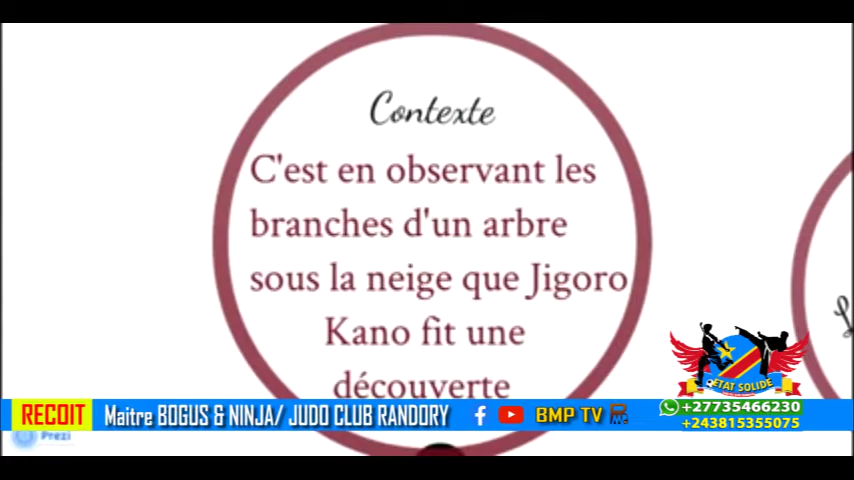 Contexte
C'est en observant les
branches d'un arbre
sous la neige que Jigoro
Kano fit une
découverte
ETAT SOLIDE
RECOIT Maitre BOGUS & NINJA/ JUDO CLUB RANDORY BMP TV +27735466230
+243815355075
Prezi